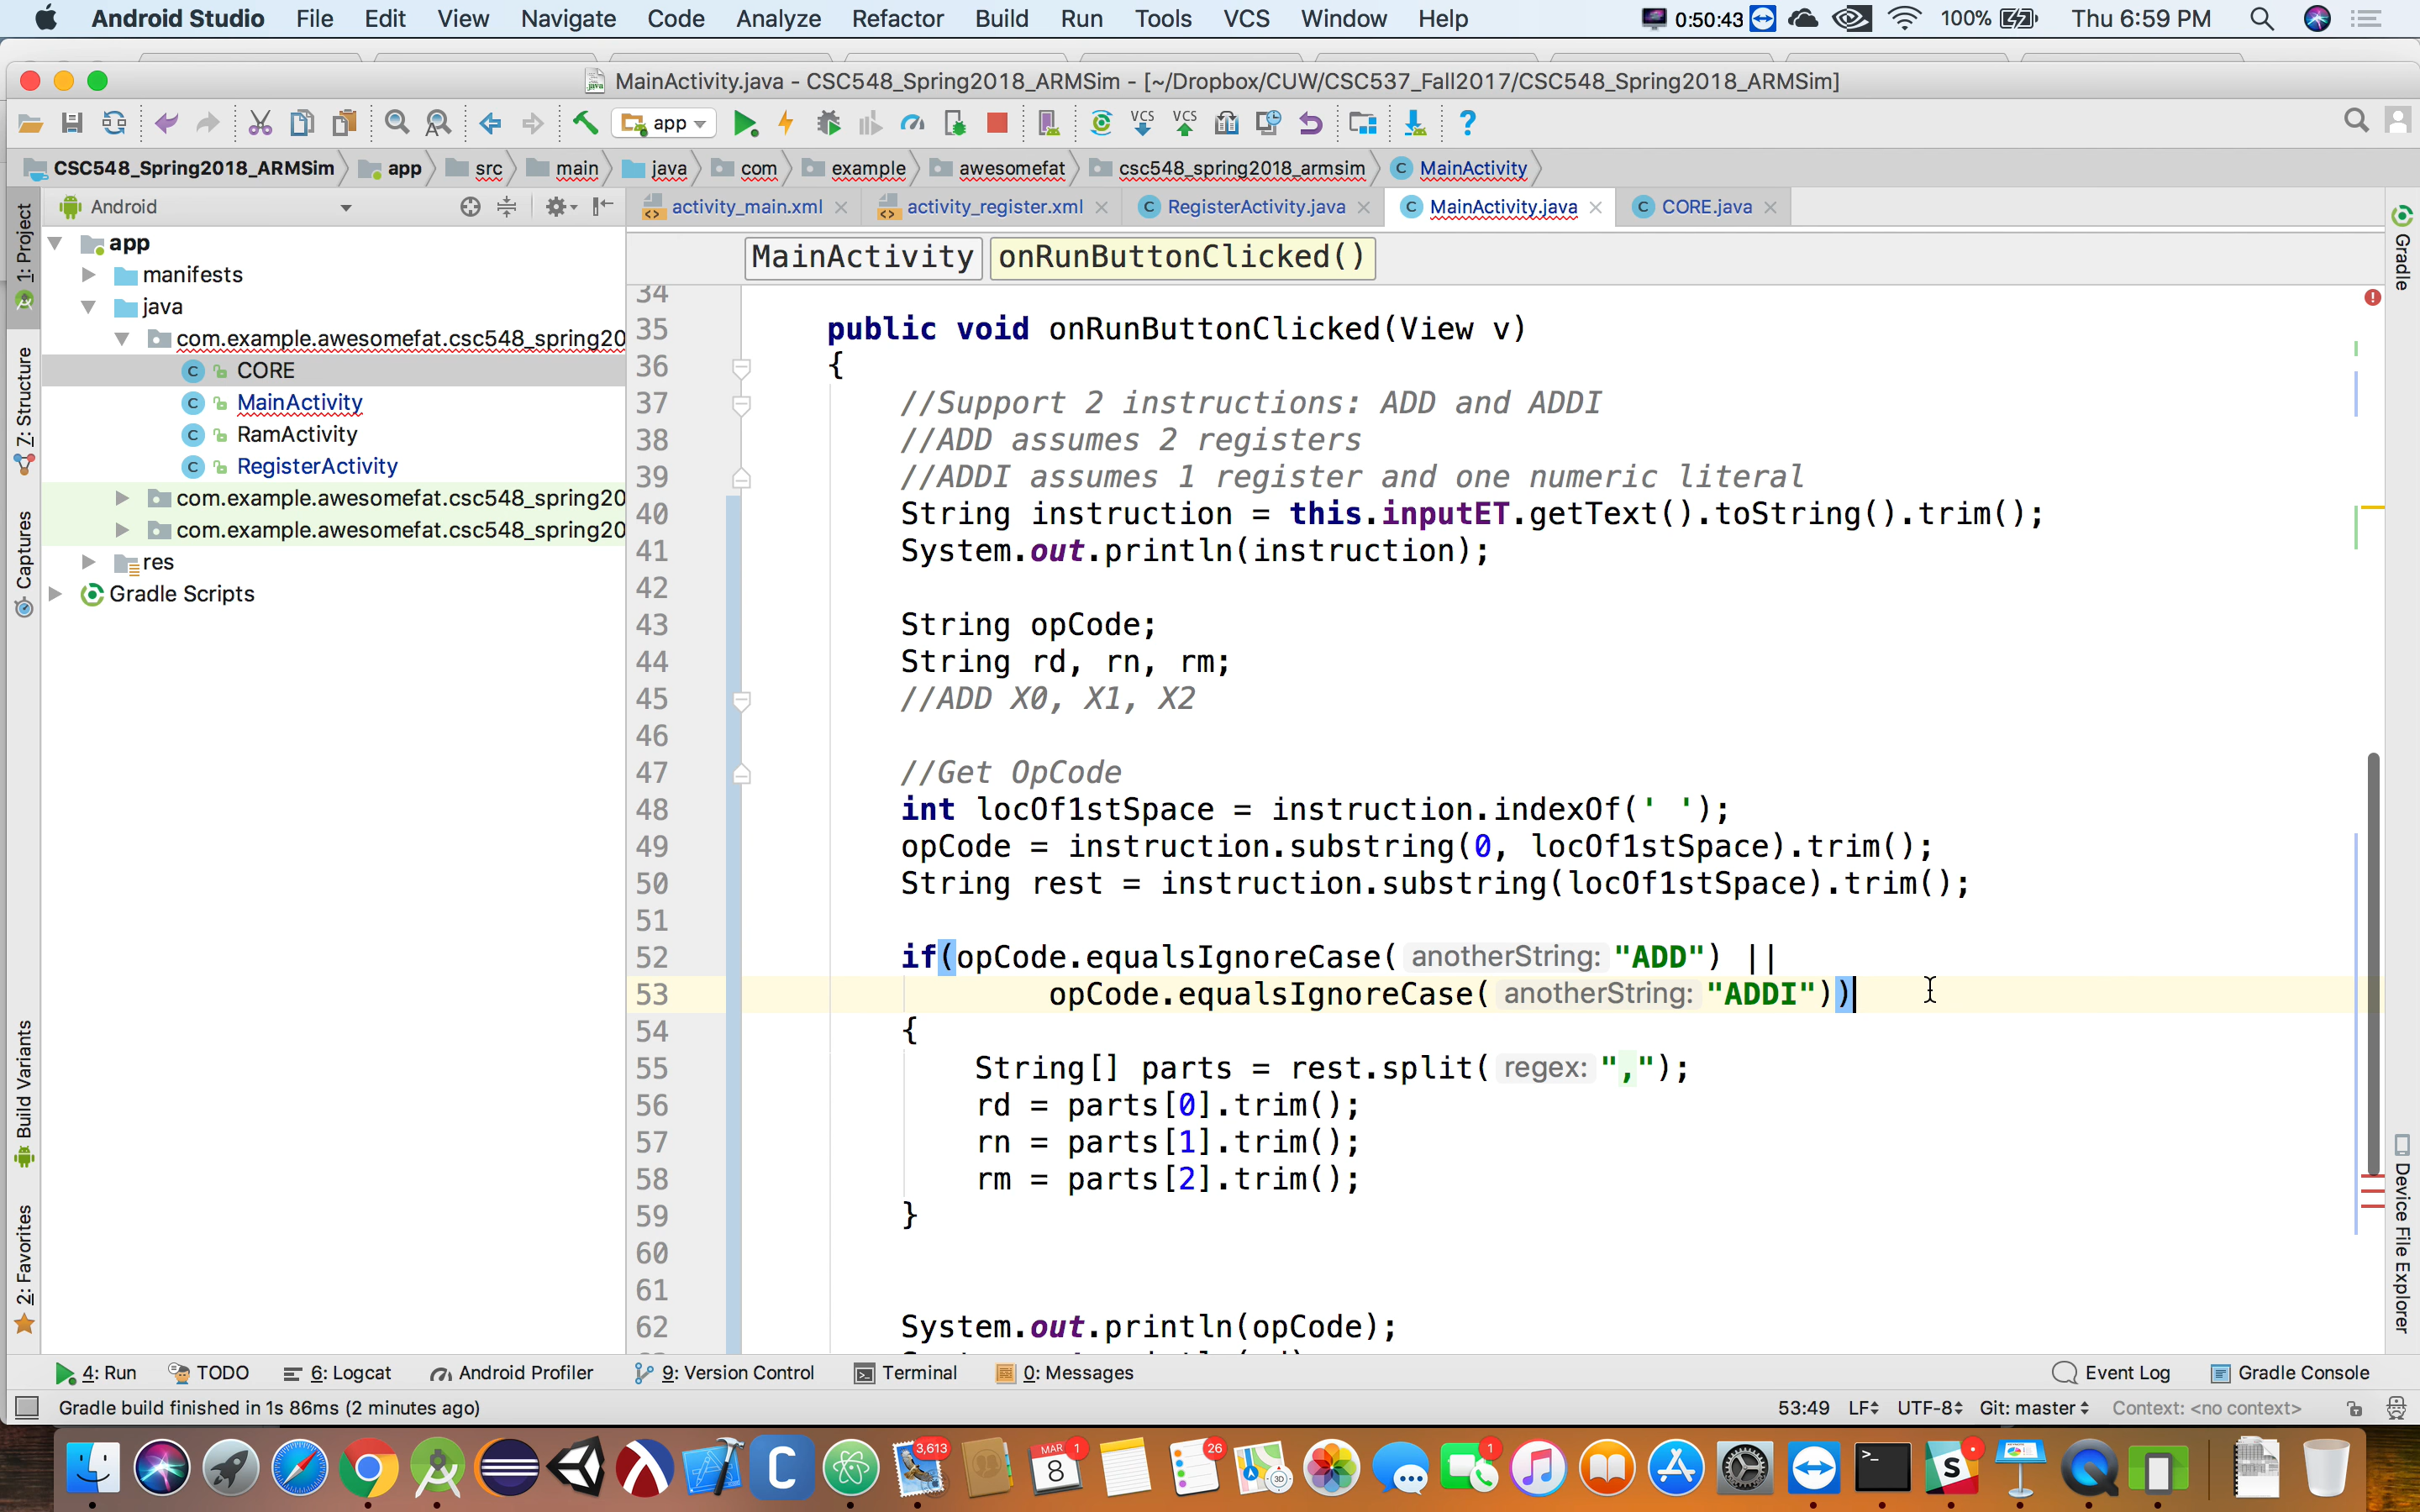 Android Studio File Edit View Navigate Code Analyze Refactor Build Run Tools VCS Window Help 0:50:43 100% Thu 6:59 PM
MainActivity.java - CSC548_Spring2018_ARMSim - [~/Dropbox/CUW/CSC537_Fall2017/CSC548_Spring2018_ARMSim]
app VCS VCS ?
CSC548_Spring2018_ARMSim app src main java com example awesomefat csc548_spring2018_armsim MainActivity
Android
activity_main.xml activity_register.xml RegisterActivity.java MainActivity.java CORE.java
1: Project
7: Structure
Captures
Build Variants
2: Favorites
app
manifests
java
com.example.awesomefat.csc548_spring20
CORE
MainActivity
RamActivity
RegisterActivity
com.example.awesomefat.csc548_spring20
com.example.awesomefat.csc548_spring20
res
Gradle Scripts
MainActivity onRunButtonClicked()
34
35 public void onRunButtonClicked(View v)
36 {
37 //Support 2 instructions: ADD and ADDI
38 //ADD assumes 2 registers
39 //ADDI assumes 1 register and one numeric literal
40 String instruction = this.inputET.getText().toString().trim();
41 System.out.println(instruction);
42
43 String opCode;
44 String rd, rn, rm;
45 //ADD X0, X1, X2
46
47 //Get OpCode
48 int locOf1stSpace = instruction.indexOf(' ');
49 opCode = instruction.substring(0, locOf1stSpace).trim();
50 String rest = instruction.substring(locOf1stSpace).trim();
51
52 if(opCode.equalsIgnoreCase( anotherString: "ADD") ||
53 opCode.equalsIgnoreCase( anotherString: "ADDI"))
54 {
55 String[] parts = rest.split( regex: ",");
56 rd = parts[0].trim();
57 rn = parts[1].trim();
58 rm = parts[2].trim();
59 }
60
61
62 System.out.println(opCode);
Gradle
Device File Explorer
4: Run TODO 6: Logcat Android Profiler 9: Version Control Terminal 0: Messages Event Log Gradle Console
Gradle build finished in 1s 86ms (2 minutes ago) 53:49 LF UTF-8 Git: master Context: <no context>
3,613 MAR 8 1 26 3D 1 C S